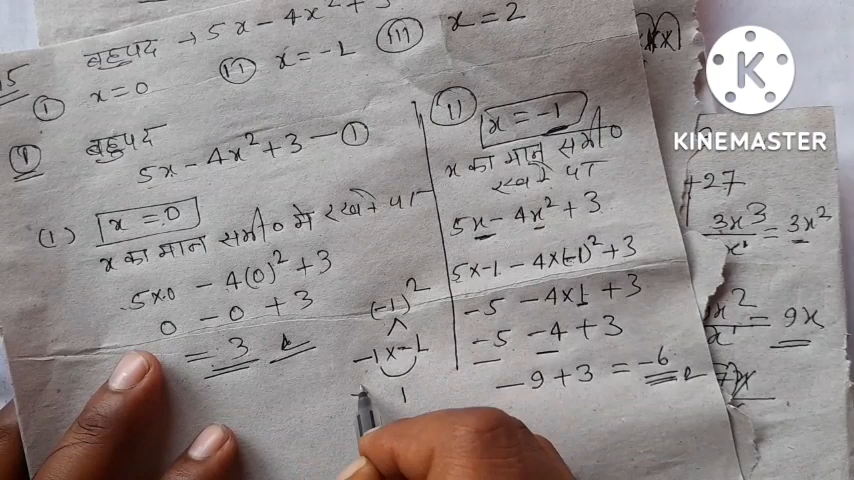 15
बहुपद → 5x - 4x² + 3
(i) x = 0 (ii) x = -1 (iii) x = 2
(i) बहुपद
5x - 4x² + 3 — (1)
(i) x = 0
x का मान समी० में रखने पर
5×0 - 4(0)² + 3
0 - 0 + 3
= 3
(-1)²
-1 × -1
1
(ii) x = -1
x का मान समी०
रखने पर
5x - 4x² + 3
5×-1 - 4×(-1)² + 3
-5 - 4×1 + 3
-5 - 4 + 3
-9 + 3 = -6
+27
3x³/x = 3x²
= 9x
K
KINEMASTER